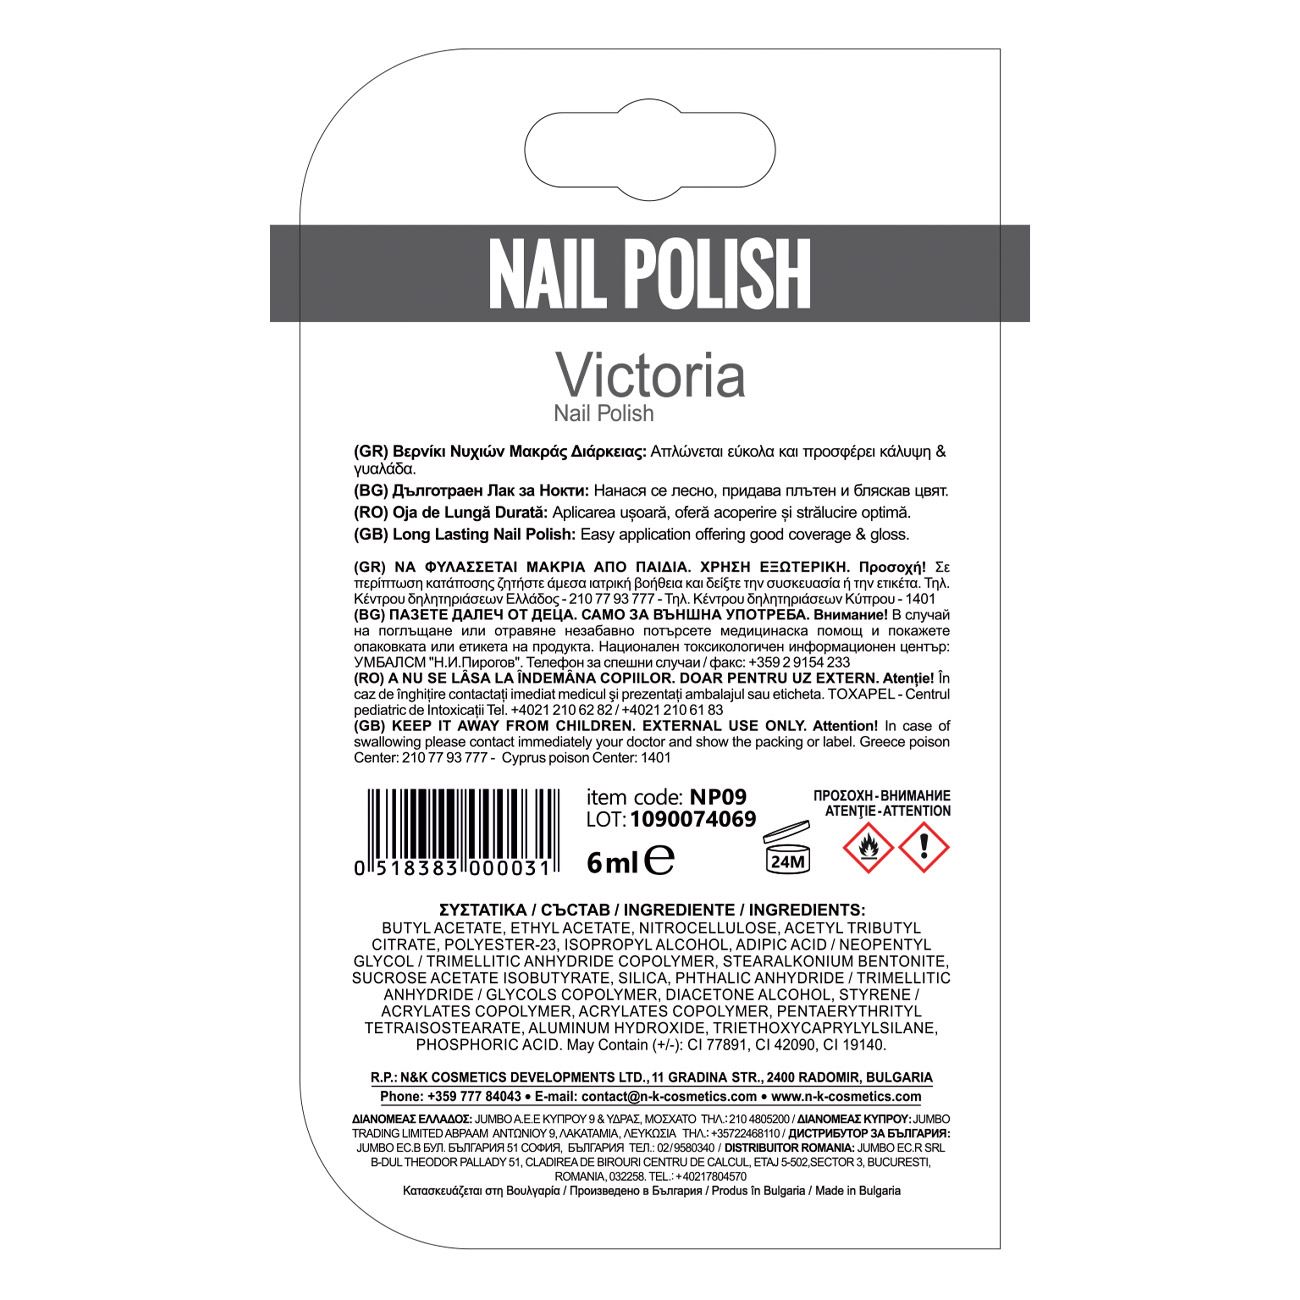 NAIL POLISH
Victoria
Nail Polish
(GR) Βερνίκι Νυχιών Μακράς Διάρκειας: Απλώνεται εύκολα και προσφέρει κάλυψη &
γυαλάδα.
(BG) Дълготраен Лак за Нокти: Нанася се лесно, придава плътен и бляскав цвят.
(RO) Oja de Lungă Durată: Aplicarea ușoară, oferă acoperire și strălucire optimă.
(GB) Long Lasting Nail Polish: Easy application offering good coverage & gloss.
(GR) ΝΑ ΦΥΛΑΣΣΕΤΑΙ ΜΑΚΡΙΑ ΑΠΟ ΠΑΙΔΙΑ. ΧΡΗΣΗ ΕΞΩΤΕΡΙΚΗ. Προσοχή! Σε
περίπτωση κατάποσης ζητήστε άμεσα ιατρική βοήθεια και δείξτε την συσκευασία ή την ετικέτα. Τηλ.
Κέντρου δηλητηριάσεων Ελλάδος - 210 77 93 777 - Τηλ. Κέντρου δηλητηριάσεων Κύπρου - 1401
(BG) ПАЗЕТЕ ДАЛЕЧ ОТ ДЕЦА. САМО ЗА ВЪНШНА УПОТРЕБА. Внимание! В случай
на поглъщане или отравяне незабавно потърсете медицинаска помощ и покажете
опаковката или етикета на продукта. Национален токсикологичен информационен център:
УМБАЛСМ "Н.И.Пирогов". Телефон за спешни случаи / факс: +359 2 9154 233
(RO) A NU SE LĂSA LA ÎNDEMÂNA COPIILOR. DOAR PENTRU UZ EXTERN. Atenție! În
caz de înghițire contactați imediat medicul și prezentați ambalajul sau eticheta. TOXAPEL - Centrul
pediatric de Intoxicații Tel. +4021 210 62 82 / +4021 210 61 83
(GB) KEEP IT AWAY FROM CHILDREN. EXTERNAL USE ONLY. Attention! In case of
swallowing please contact immediately your doctor and show the packing or label. Greece poison
Center: 210 77 93 777 - Cyprus poison Center: 1401
item code: NP09
LOT: 1090074069
6 ml e
24M
ΠΡΟΣΟΧΗ - ВНИМАНИЕ
ATENŢIE - ATTENTION
0 518383 000031
ΣΥΣΤΑΤΙΚΑ / СЪСТАВ / INGREDIENTE / INGREDIENTS:
BUTYL ACETATE, ETHYL ACETATE, NITROCELLULOSE, ACETYL TRIBUTYL
CITRATE, POLYESTER-23, ISOPROPYL ALCOHOL, ADIPIC ACID / NEOPENTYL
GLYCOL / TRIMELLITIC ANHYDRIDE COPOLYMER, STEARALKONIUM BENTONITE,
SUCROSE ACETATE ISOBUTYRATE, SILICA, PHTHALIC ANHYDRIDE / TRIMELLITIC
ANHYDRIDE / GLYCOLS COPOLYMER, DIACETONE ALCOHOL, STYRENE /
ACRYLATES COPOLYMER, ACRYLATES COPOLYMER, PENTAERYTHRITYL
TETRAISOSTEARATE, ALUMINUM HYDROXIDE, TRIETHOXYCAPRYLYLSILANE,
PHOSPHORIC ACID. May Contain (+/-): CI 77891, CI 42090, CI 19140.
R.P.: N&K COSMETICS DEVELOPMENTS LTD., 11 GRADINA STR., 2400 RADOMIR, BULGARIA
Phone: +359 777 84043 • E-mail: contact@n-k-cosmetics.com • www.n-k-cosmetics.com
ΔΙΑΝΟΜΕΑΣ ΕΛΛΑΔΟΣ: JUMBO A.E.E ΚΥΠΡΟΥ 9 & ΥΔΡΑΣ, ΜΟΣΧΑΤΟ ΤΗΛ.: 210 4805200 / ΔΙΑΝΟΜΕΑΣ ΚΥΠΡΟΥ: JUMBO
TRADING LIMITED ΑΒΡΑΑΜ ΑΝΤΩΝΙΟΥ 9, ΛΑΚΑΤΑΜΙΑ, ΛΕΥΚΩΣΙΑ ΤΗΛ.: +35722468110 / ДИСТРИБУТОР ЗА БЪЛГАРИЯ:
JUMBO EC.B БУЛ. БЪЛГАРИЯ 51 СОФИЯ, БЪЛГАРИЯ ТЕЛ.: 02/ 9580340 / DISTRIBUITOR ROMANIA: JUMBO EC.R SRL
B-DUL THEODOR PALLADY 51, CLADIREA DE BIROURI CENTRU DE CALCUL, ETAJ 5-502,SECTOR 3, BUCURESTI,
ROMANIA, 032258. TEL.: +40217804570
Κατασκευάζεται στη Βουλγαρία / Произведено в България / Produs în Bulgaria / Made in Bulgaria